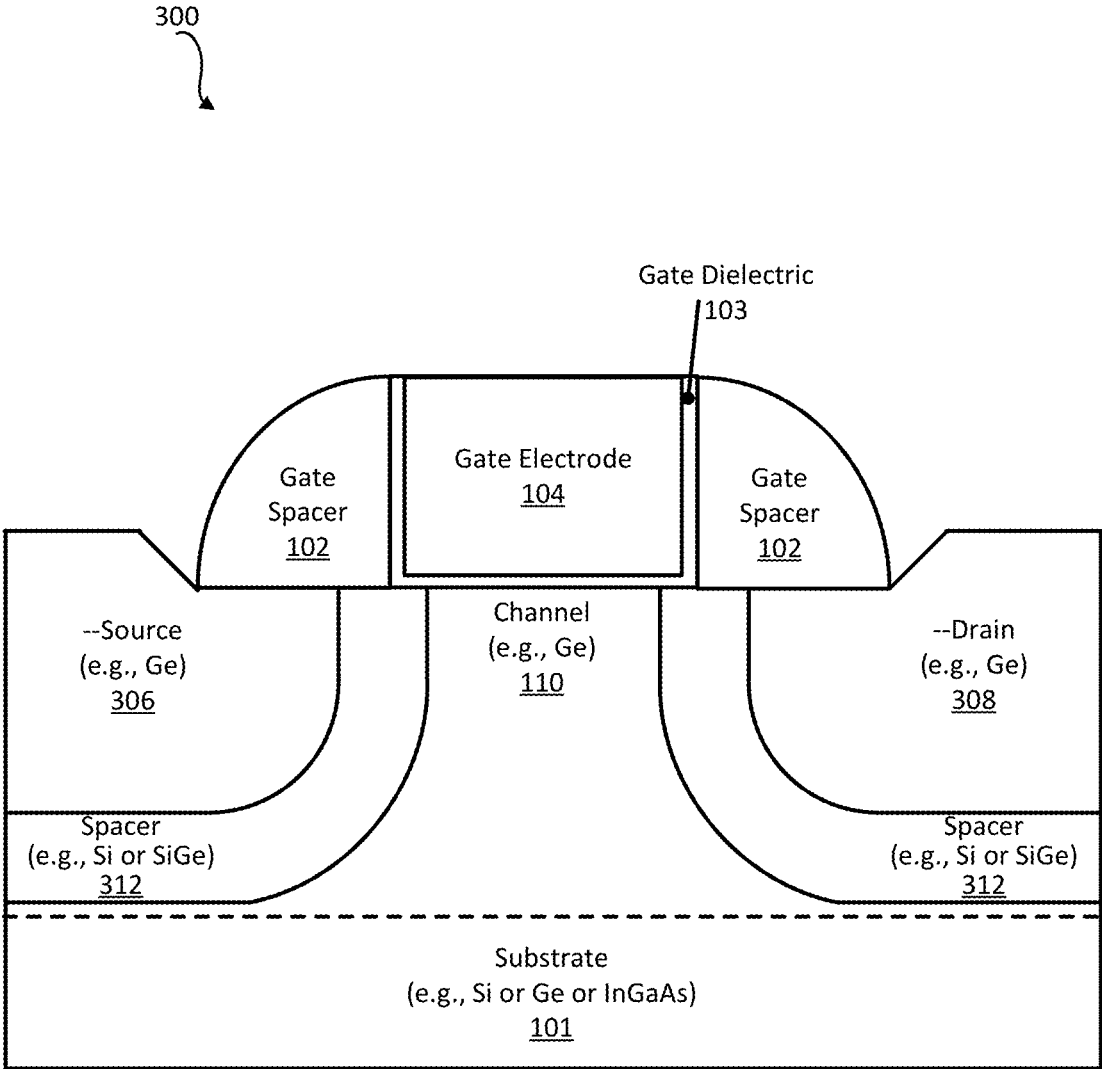 300
Gate Dielectric
103
Gate Electrode
104
Gate
Spacer
102
Gate
Spacer
102
--Source
(e.g., Ge)
306
Channel
(e.g., Ge)
110
--Drain
(e.g., Ge)
308
Spacer
(e.g., Si or SiGe)
312
Spacer
(e.g., Si or SiGe)
312
Substrate
(e.g., Si or Ge or InGaAs)
101